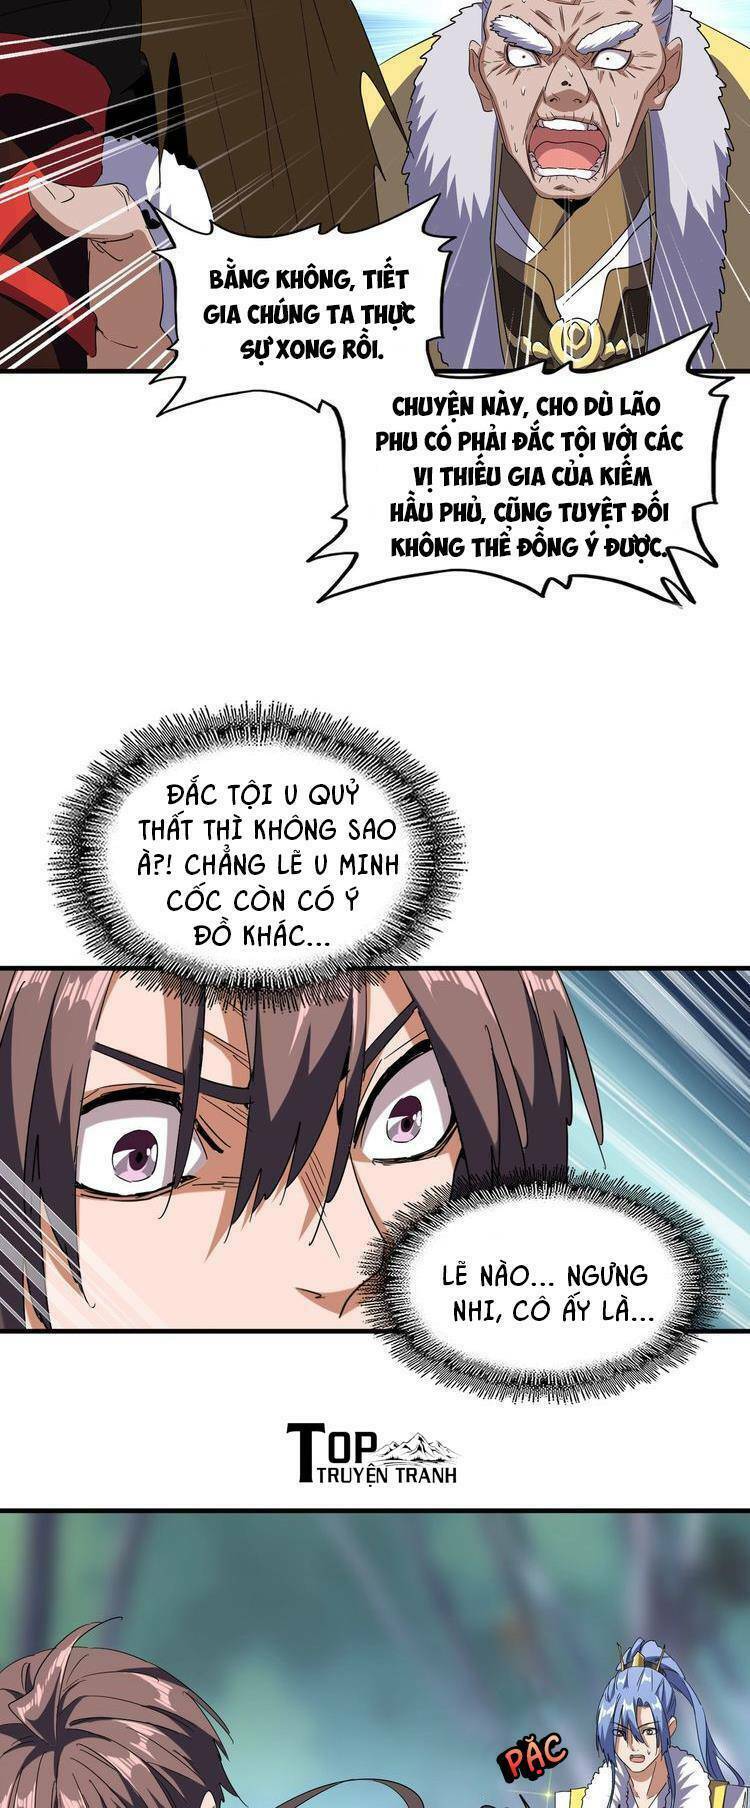 BẰNG KHÔNG, TIẾT
GIA CHÚNG TA THỰC
SỰ XONG RỒI.
CHUYỆN NÀY, CHO DÙ LÃO
PHU CÓ PHẢI ĐẮC TỘI VỚI CÁC
VỊ THIẾU GIA CỦA KIẾM
HẦU PHỦ, CŨNG TUYỆT ĐỐI
KHÔNG THỂ ĐỒNG Ý ĐƯỢC.
ĐẮC TỘI U QUỶ
THẤT THÌ KHÔNG SAO
À?! CHẲNG LẼ U MINH
CỐC CÒN CÓ Ý
ĐỒ KHÁC...
LẼ NÀO... NGƯNG
NHI, CÔ ẤY LÀ...
TOP
TRUYỆN TRANH
PẶC